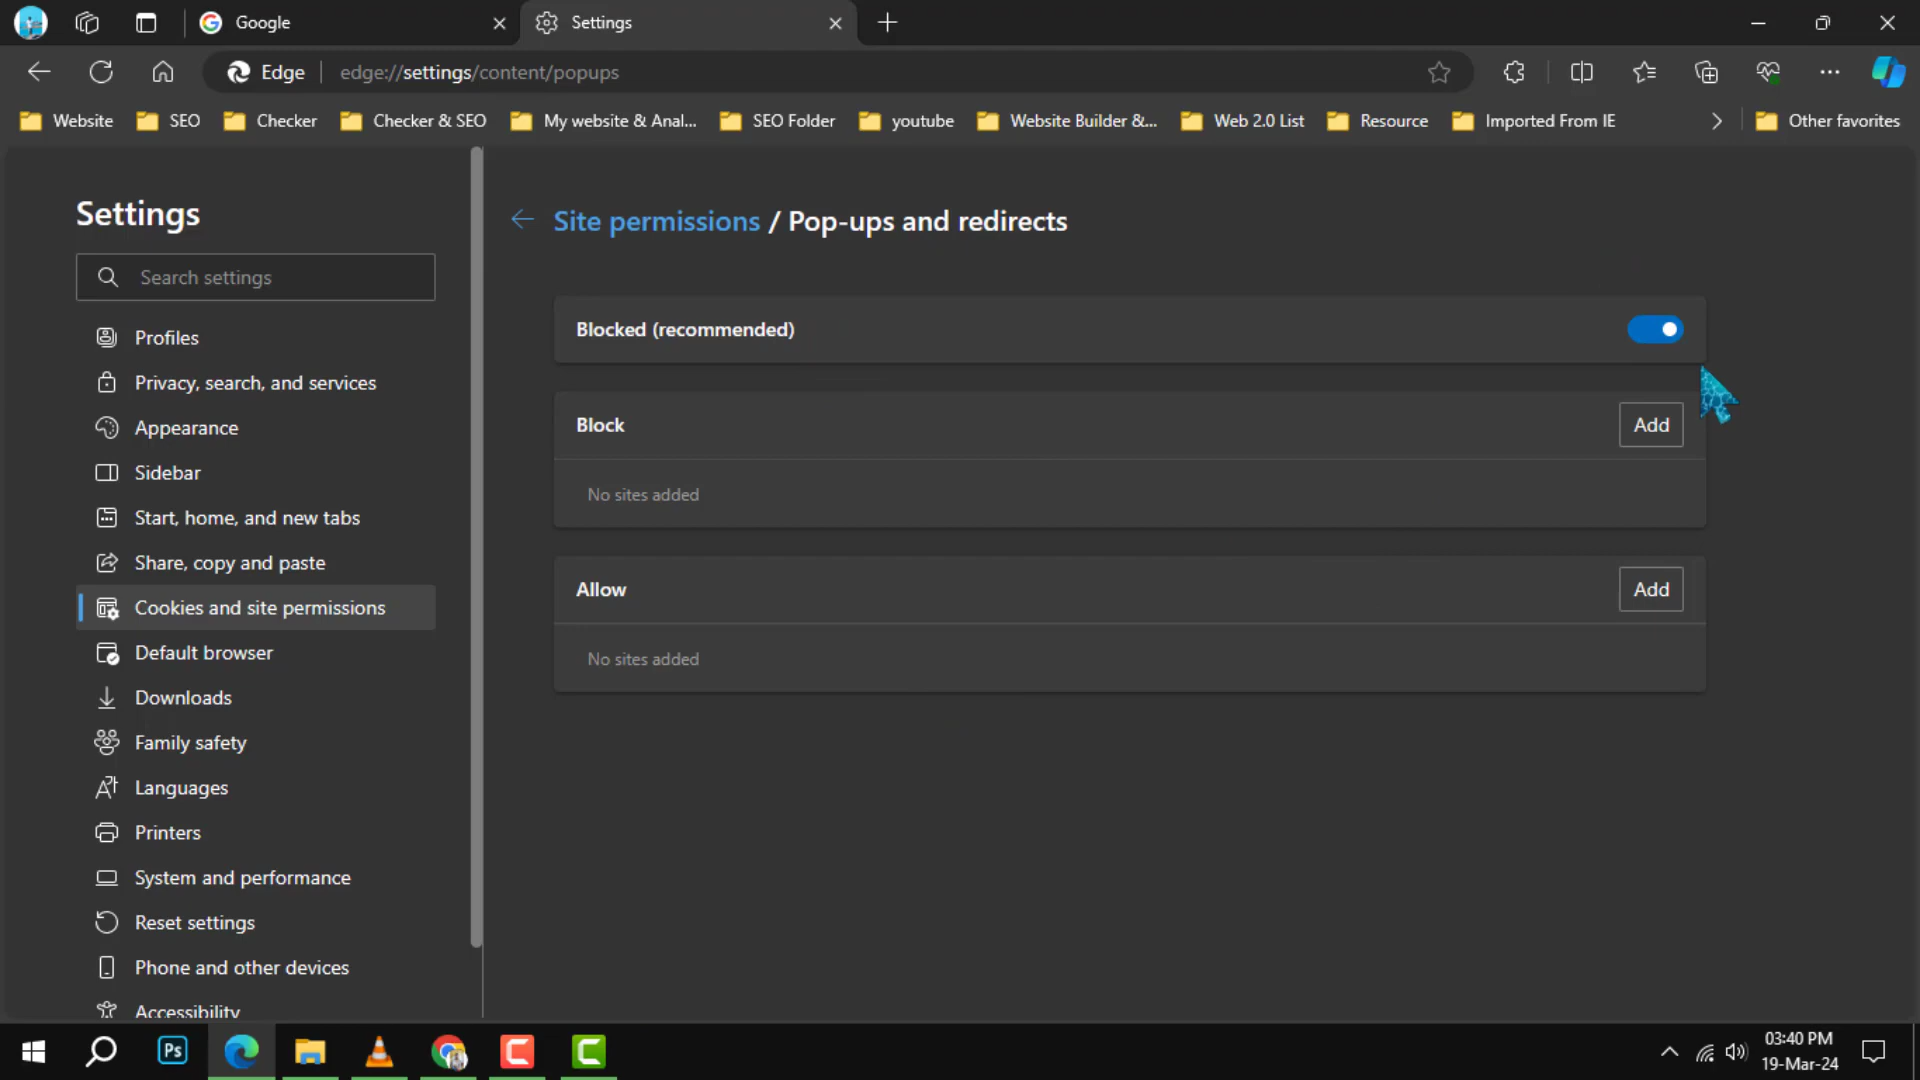 Google
Settings
Edge
edge://settings/content/popups
Website
SEO
Checker
Checker & SEO
My website & Anal...
SEO Folder
youtube
Website Builder &...
Web 2.0 List
Resource
Imported From IE
Other favorites
Settings
Search settings
Profiles
Privacy, search, and services
Appearance
Sidebar
Start, home, and new tabs
Share, copy and paste
Cookies and site permissions
Default browser
Downloads
Family safety
Languages
Printers
System and performance
Reset settings
Phone and other devices
Accessibility
Site permissions / Pop-ups and redirects
Blocked (recommended)
Block
Add
No sites added
Allow
Add
No sites added
Ps
03:40 PM
19-Mar-24